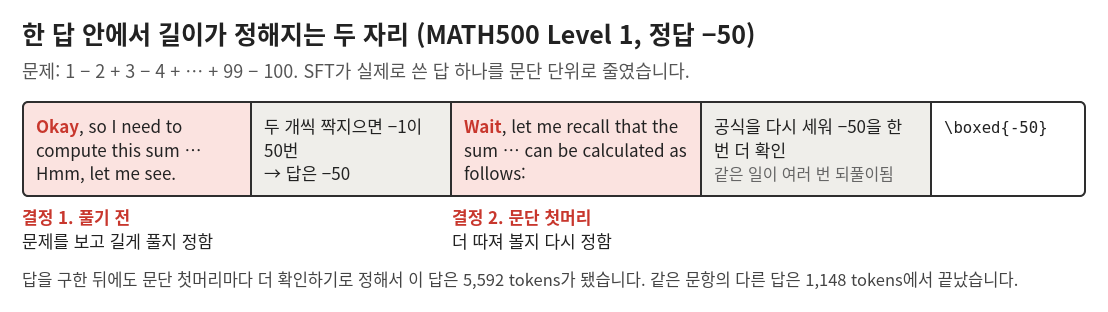 한 답 안에서 길이가 정해지는 두 자리 (MATH500 Level 1, 정답 −50)
문제: 1 − 2 + 3 − 4 + ⋯ + 99 − 100. SFT가 실제로 쓴 답 하나를 문단 단위로 줄였습니다.
Okay, so I need to
compute this sum ⋯
Hmm, let me see.
두 개씩 짝지으면 −1이
50번
→ 답은 −50
Wait, let me recall that the
sum ⋯ can be calculated as
follows:
공식을 다시 세워 −50을 한
번 더 확인
같은 일이 여러 번 되풀이됨
\boxed{-50}
결정 1. 풀기 전
문제를 보고 길게 풀지 정함
결정 2. 문단 첫머리
더 따져 볼지 다시 정함
답을 구한 뒤에도 문단 첫머리마다 더 확인하기로 정해서 이 답은 5,592 tokens가 됐습니다. 같은 문항의 다른 답은 1,148 tokens에서 끝났습니다.